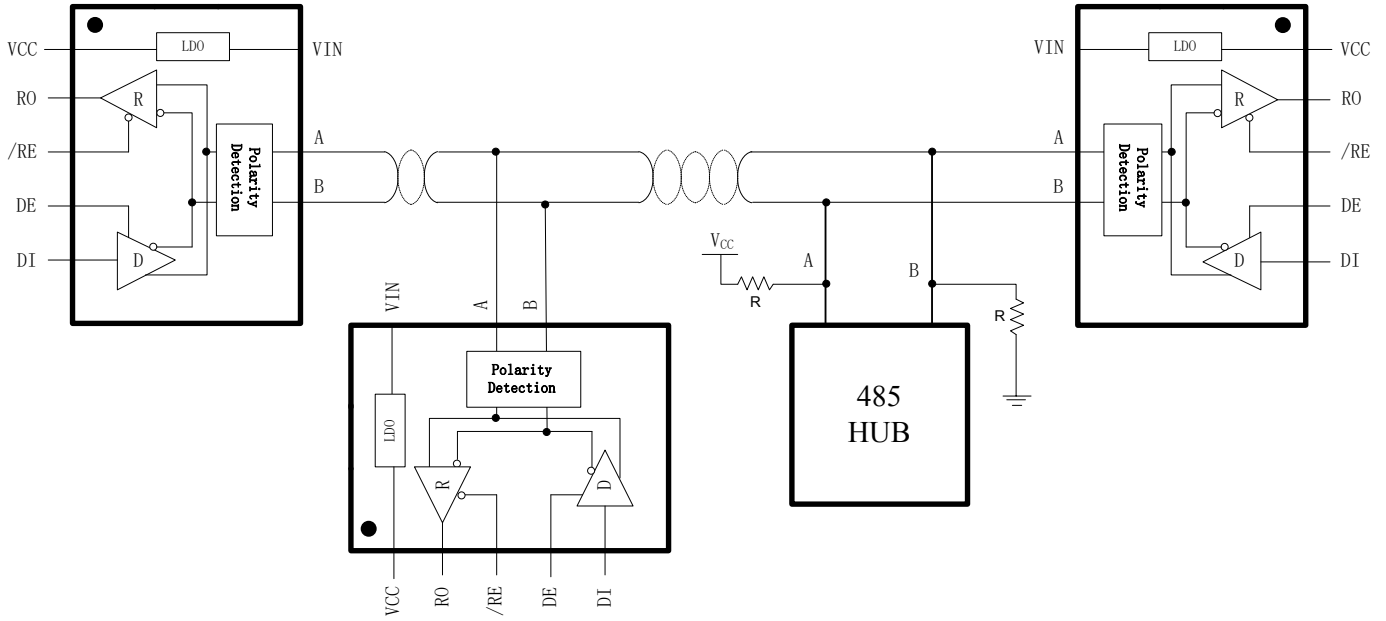 VCC
LDO
VIN
RO
R
/RE
A
Polarity
Detection
B
DE
D
DI
VIN
LDO
VCC
R
RO
A
Polarity
Detection
/RE
B
DE
D
DI
VIN
A
B
Polarity
Detection
LDO
R
D
VCC
RO
/RE
DE
DI
VCC
R
A
B
R
485
HUB